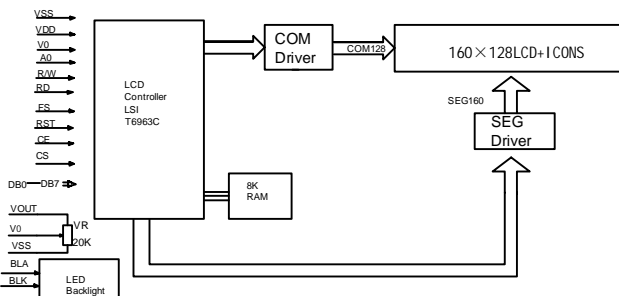 VSS
VDD
V0
A0
R/W
RD
FS
RST
CE
CS
DB0 DB7
VOUT
V0
VSS
VR
20K
BLA
BLK
LED
Backlight
LCD
Controller
LSI
T6963C
8K
RAM
COM
Driver
COM128
160×128LCD+ICONS
SEG160
SEG
Driver